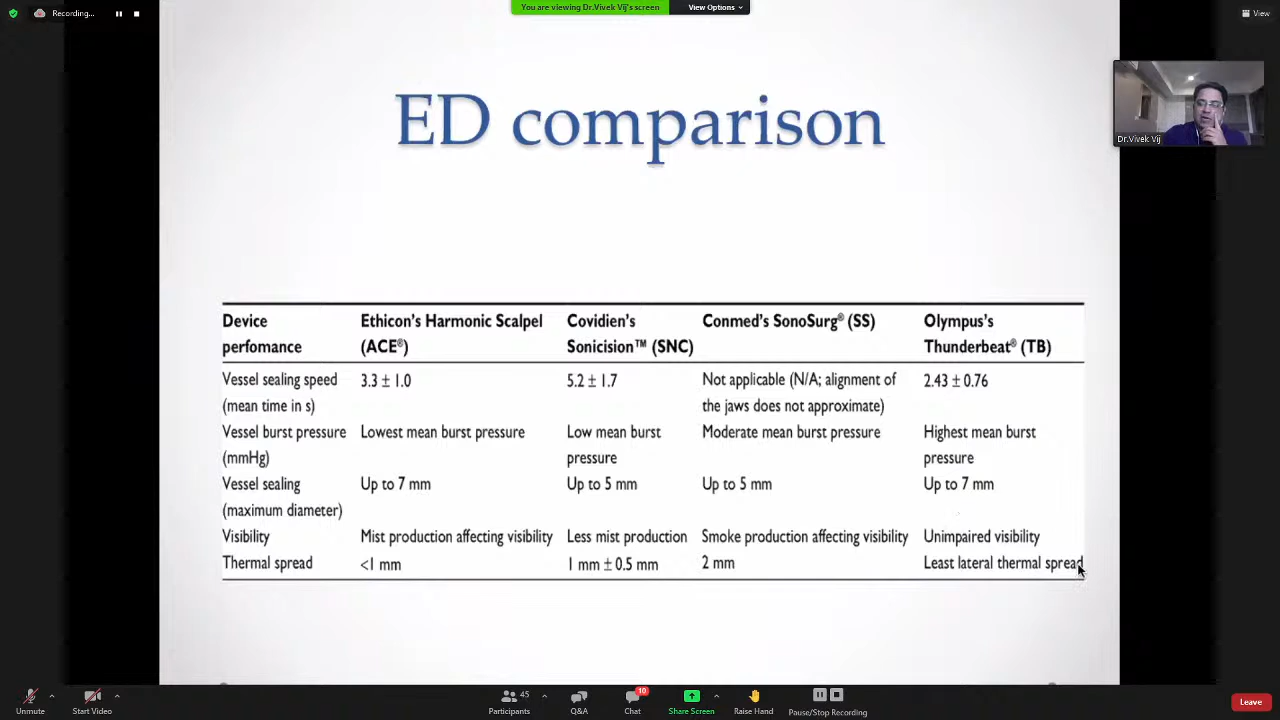 Recording...
You are viewing Dr.Vivek Vij's screen
View Options
View
ED comparison
Dr.Vivek Vij
Device perfomance
Ethicon's Harmonic Scalpel (ACE®)
Covidien's Sonicision™ (SNC)
Conmed's SonoSurg® (SS)
Olympus's Thunderbeat® (TB)
Vessel sealing speed (mean time in s)
3.3 ± 1.0
5.2 ± 1.7
Not applicable (N/A; alignment of the jaws does not approximate)
2.43 ± 0.76
Vessel burst pressure (mmHg)
Lowest mean burst pressure
Low mean burst pressure
Moderate mean burst pressure
Highest mean burst pressure
Vessel sealing (maximum diameter)
Up to 7 mm
Up to 5 mm
Up to 5 mm
Up to 7 mm
Visibility
Mist production affecting visibility
Less mist production
Smoke production affecting visibility
Unimpaired visibility
Thermal spread
<1 mm
1 mm ± 0.5 mm
2 mm
Least lateral thermal spread
Unmute
Start Video
45
Participants
Q&A
10
Chat
Share Screen
Raise Hand
Pause/Stop Recording
Leave